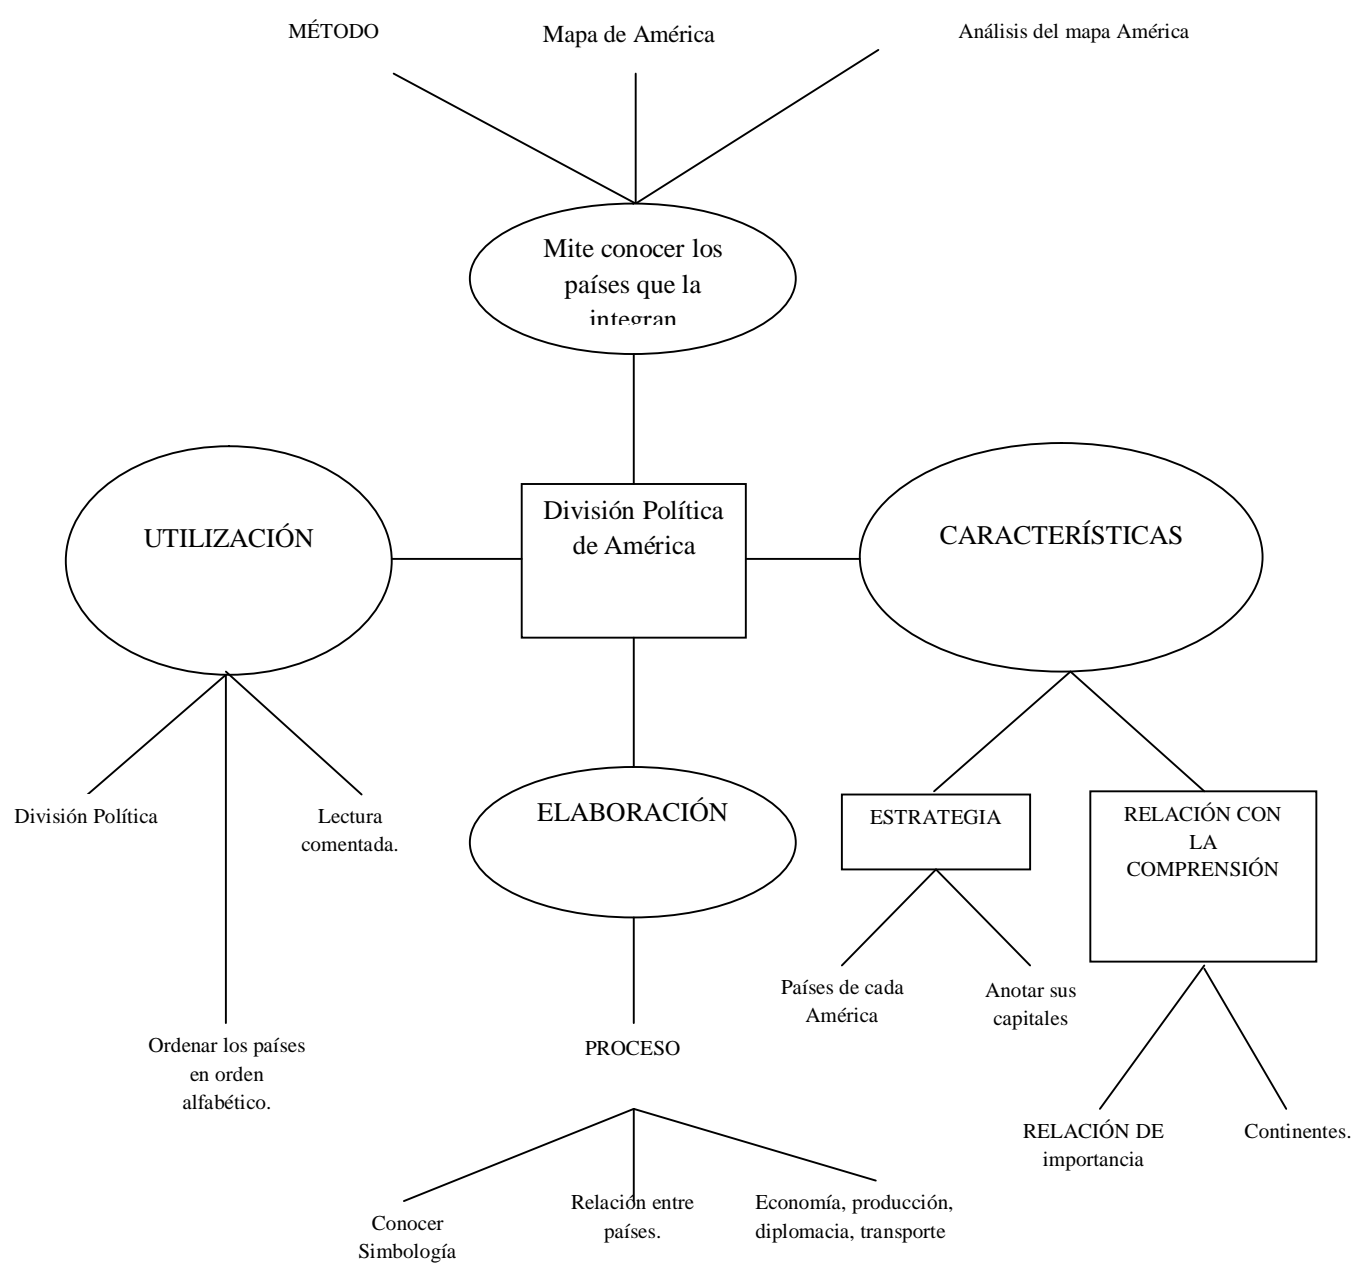 MÉTODO
Mapa de América
Análisis del mapa América
Mite conocer los
países que la
integran
UTILIZACIÓN
División Política
de América
CARACTERÍSTICAS
División Política
Lectura
comentada.
Ordenar los países
en orden
alfabético.
ELABORACIÓN
PROCESO
Conocer
Simbología
Relación entre
países.
Economía, producción,
diplomacia, transporte
ESTRATEGIA
Países de cada
América
Anotar sus
capitales
RELACIÓN CON
LA
COMPRENSIÓN
RELACIÓN DE
importancia
Continentes.